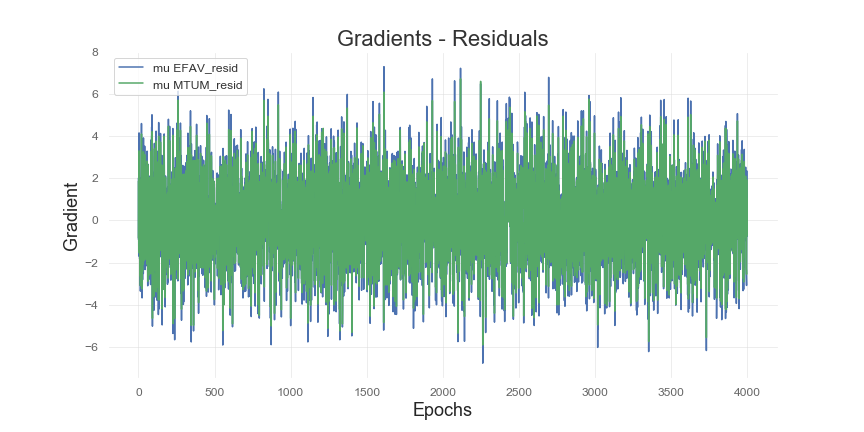 Gradients - Residuals
mu EFAV_resid
mu MTUM_resid
8
6
4
2
0
−2
−4
−6
Gradient
0 500 1000 1500 2000 2500 3000 3500 4000
Epochs